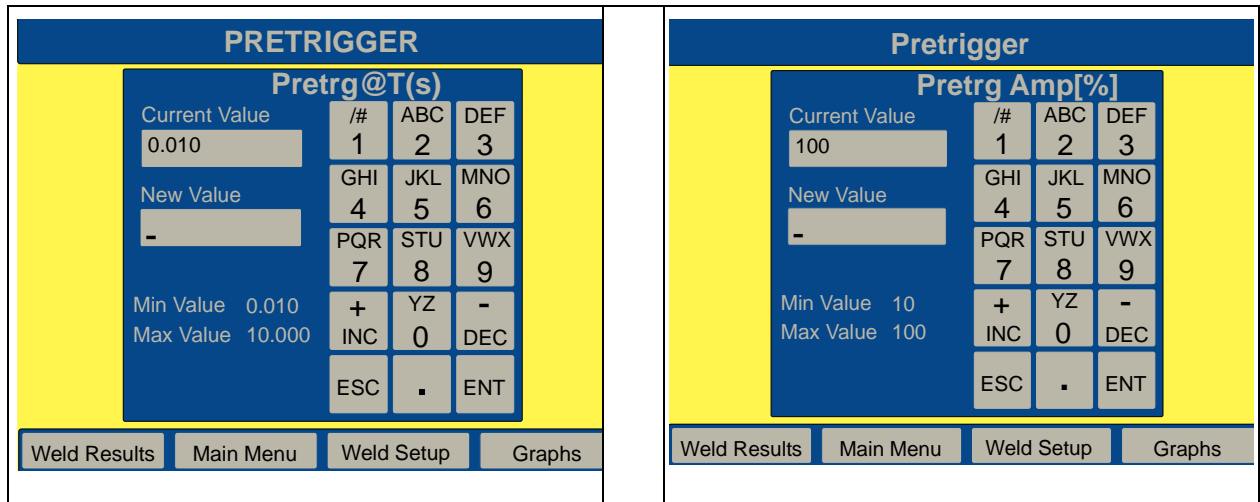 PRETRIGGER
Pretrg@T(s)
Current Value
0.010
New Value
-
Min Value 0.010
Max Value 10.000
/# ABC DEF
1 2 3
GHI JKL MNO
4 5 6
PQR STU VWX
7 8 9
+ YZ -
INC 0 DEC
ESC . ENT
Weld Results Main Menu Weld Setup Graphs
Pretrigger
Pretrg Amp[%]
Current Value
100
New Value
-
Min Value 10
Max Value 100
/# ABC DEF
1 2 3
GHI JKL MNO
4 5 6
PQR STU VWX
7 8 9
+ YZ -
INC 0 DEC
ESC . ENT
Weld Results Main Menu Weld Setup Graphs